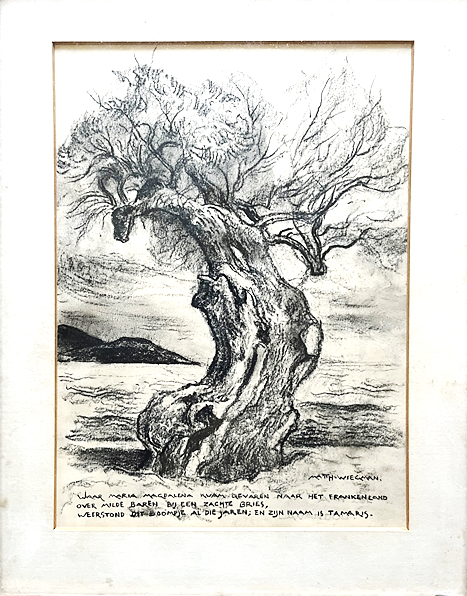 MATTH. WIEGMAN.
WAAR MARIA MAGDALENA KWAM GEVAREN NAAR HET FRANKENLAND
OVER MILDE BAREN BIJ EEN ZACHTE BRIES,
WEERSTOND DIT BOOMPJE AL DIE JAREN; EN ZIJN NAAM IS TAMARIS.